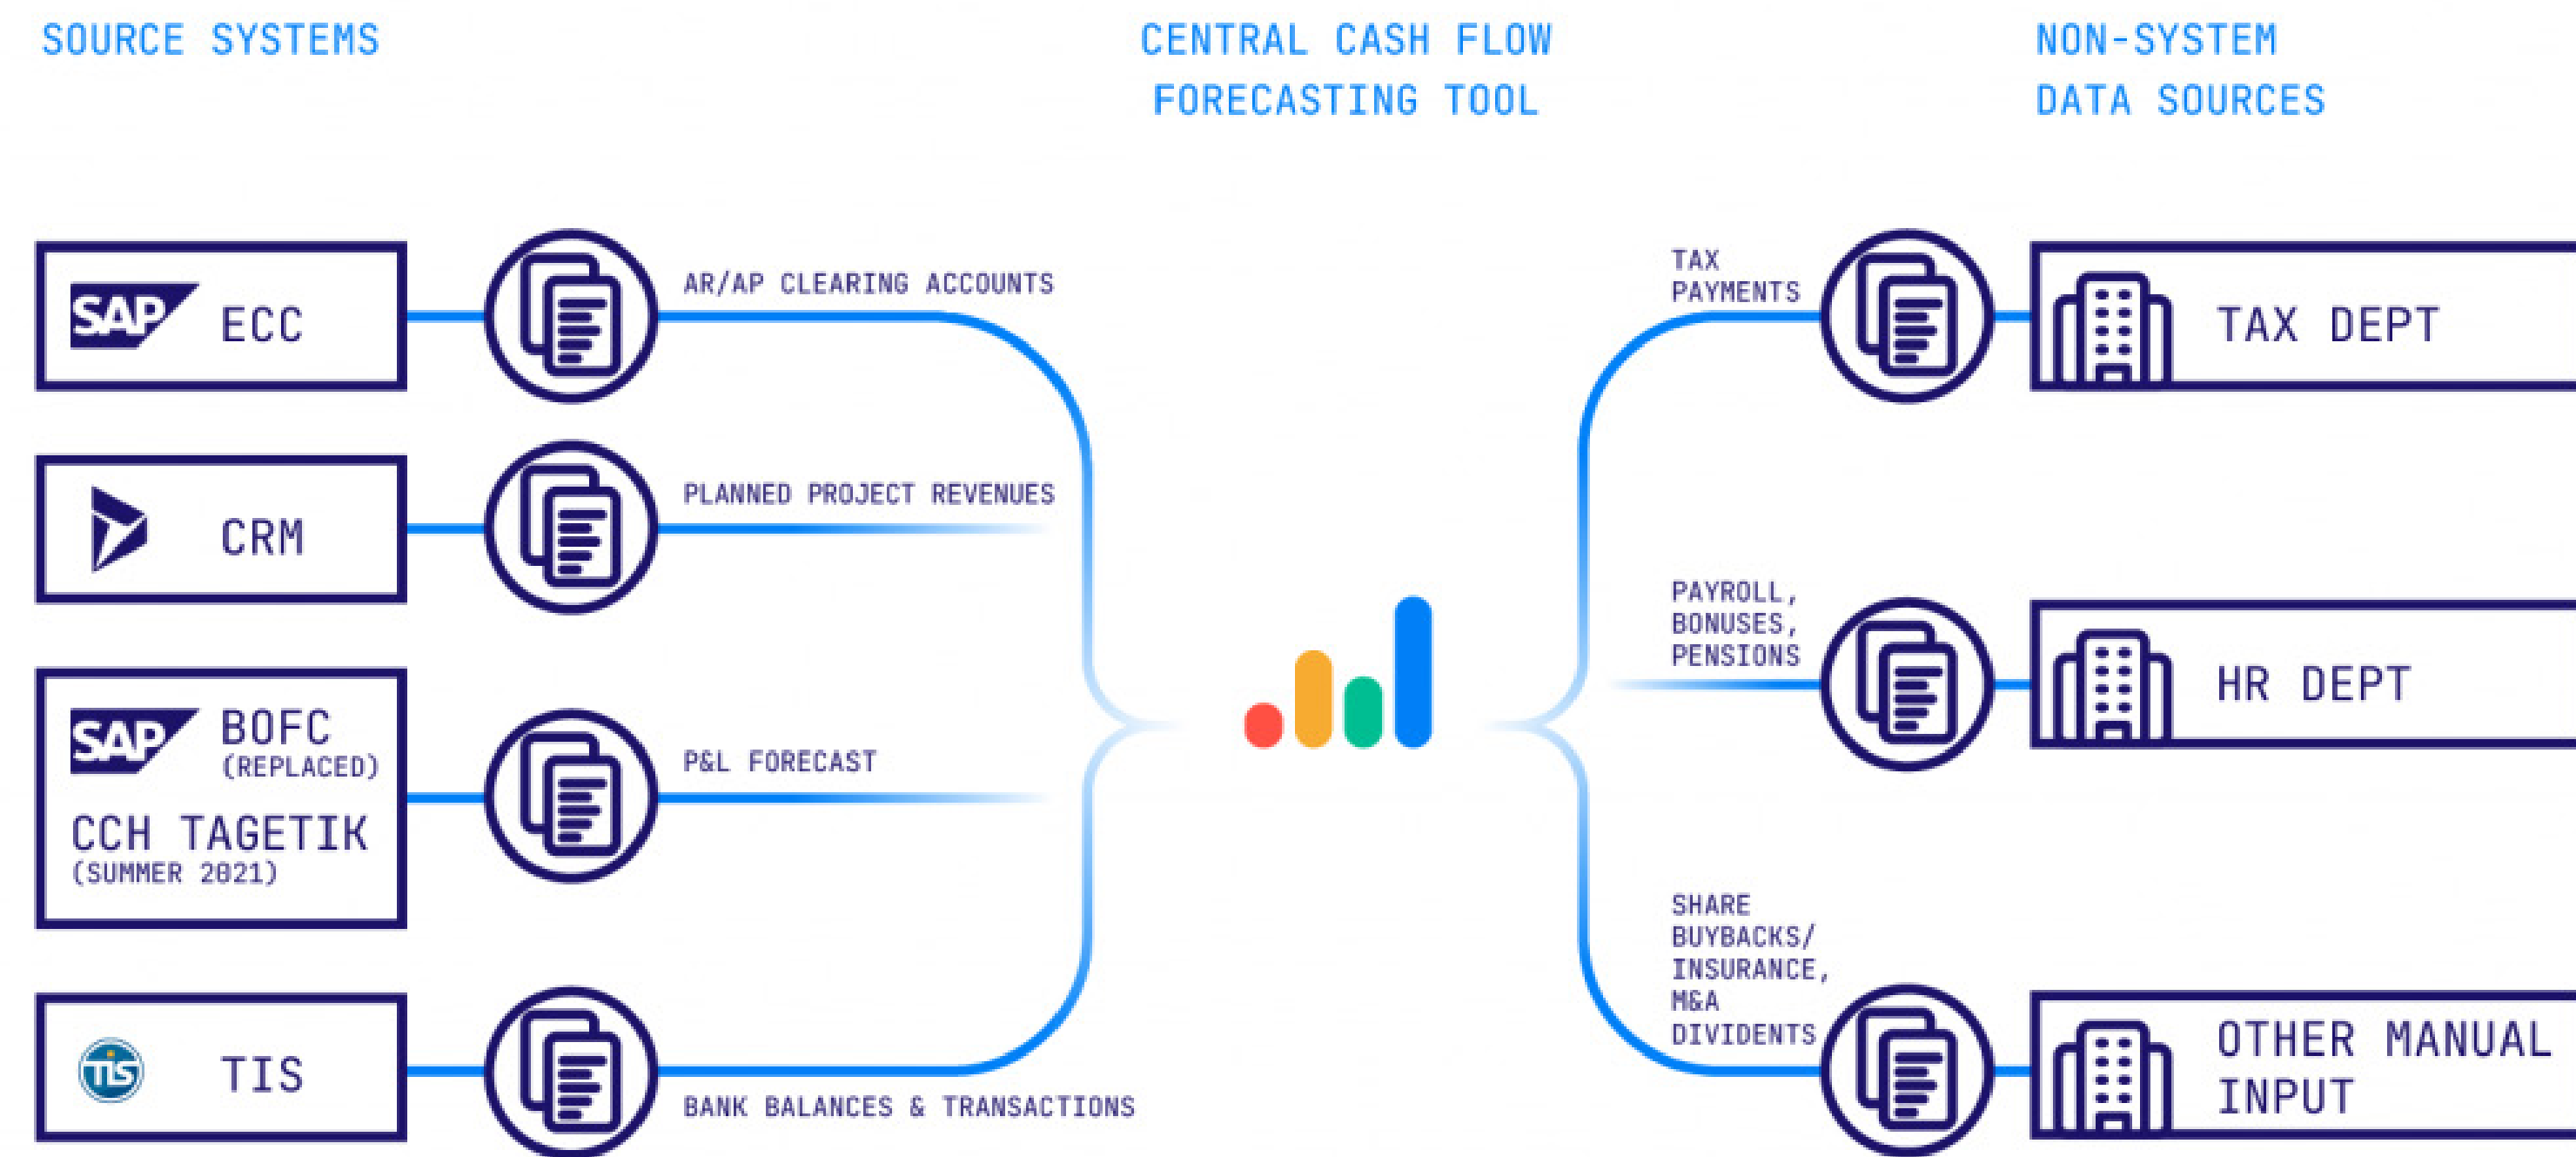 SOURCE SYSTEMS
CENTRAL CASH FLOW
FORECASTING TOOL
NON-SYSTEM
DATA SOURCES
SAP ECC
AR/AP CLEARING ACCOUNTS
CRM
PLANNED PROJECT REVENUES
SAP BOFC
(REPLACED)
CCH TAGETIK
(SUMMER 2021)
P&L FORECAST
TIS TIS
BANK BALANCES & TRANSACTIONS
TAX
PAYMENTS
TAX DEPT
PAYROLL,
BONUSES,
PENSIONS
HR DEPT
SHARE
BUYBACKS/
INSURANCE,
M&A
DIVIDENTS
OTHER MANUAL
INPUT